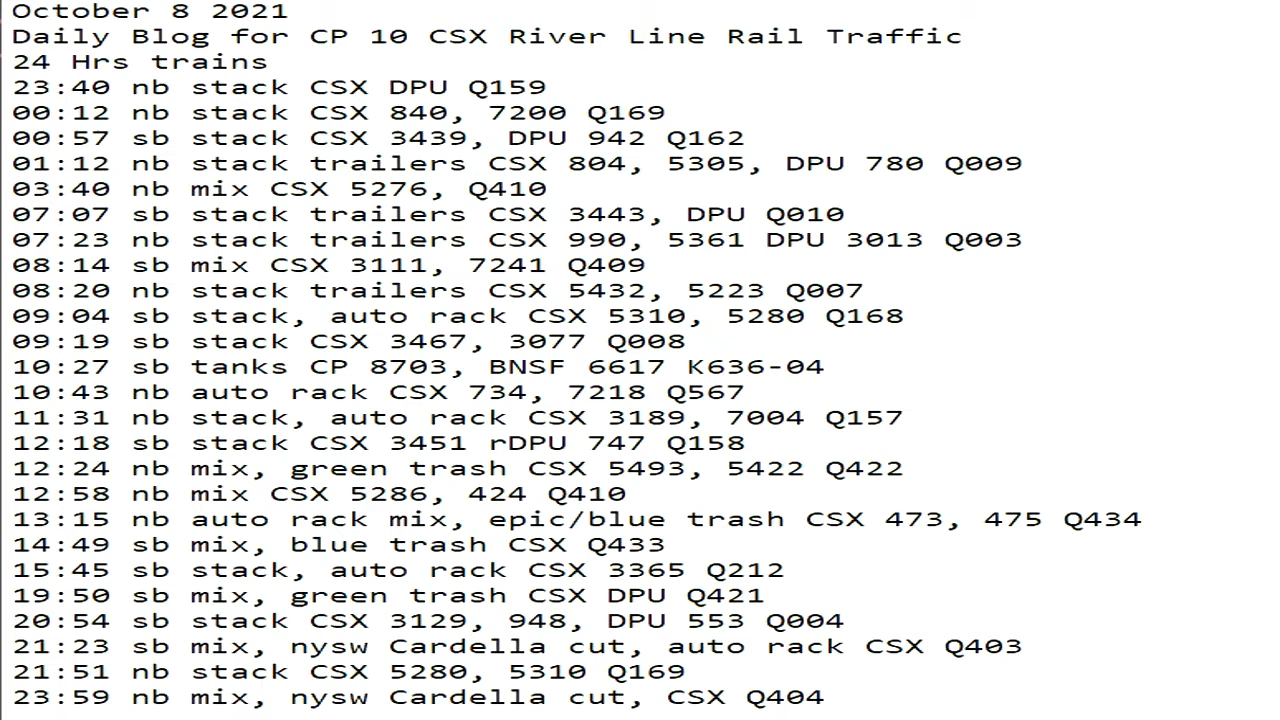 October 8 2021
Daily Blog for CP 10 CSX River Line Rail Traffic
24 Hrs trains
23:40 nb stack CSX DPU Q159
00:12 nb stack CSX 840, 7200 Q169
00:57 sb stack CSX 3439, DPU 942 Q162
01:12 nb stack trailers CSX 804, 5305, DPU 780 Q009
03:40 nb mix CSX 5276, Q410
07:07 sb stack trailers CSX 3443, DPU Q010
07:23 nb stack trailers CSX 990, 5361 DPU 3013 Q003
08:14 sb mix CSX 3111, 7241 Q409
08:20 nb stack trailers CSX 5432, 5223 Q007
09:04 sb stack, auto rack CSX 5310, 5280 Q168
09:19 sb stack CSX 3467, 3077 Q008
10:27 sb tanks CP 8703, BNSF 6617 K636-04
10:43 nb auto rack CSX 734, 7218 Q567
11:31 nb stack, auto rack CSX 3189, 7004 Q157
12:18 sb stack CSX 3451 rDPU 747 Q158
12:24 nb mix, green trash CSX 5493, 5422 Q422
12:58 nb mix CSX 5286, 424 Q410
13:15 nb auto rack mix, epic/blue trash CSX 473, 475 Q434
14:49 sb mix, blue trash CSX Q433
15:45 sb stack, auto rack CSX 3365 Q212
19:50 sb mix, green trash CSX DPU Q421
20:54 sb stack CSX 3129, 948, DPU 553 Q004
21:23 sb mix, nysw Cardella cut, auto rack CSX Q403
21:51 nb stack CSX 5280, 5310 Q169
23:59 nb mix, nysw Cardella cut, CSX Q404